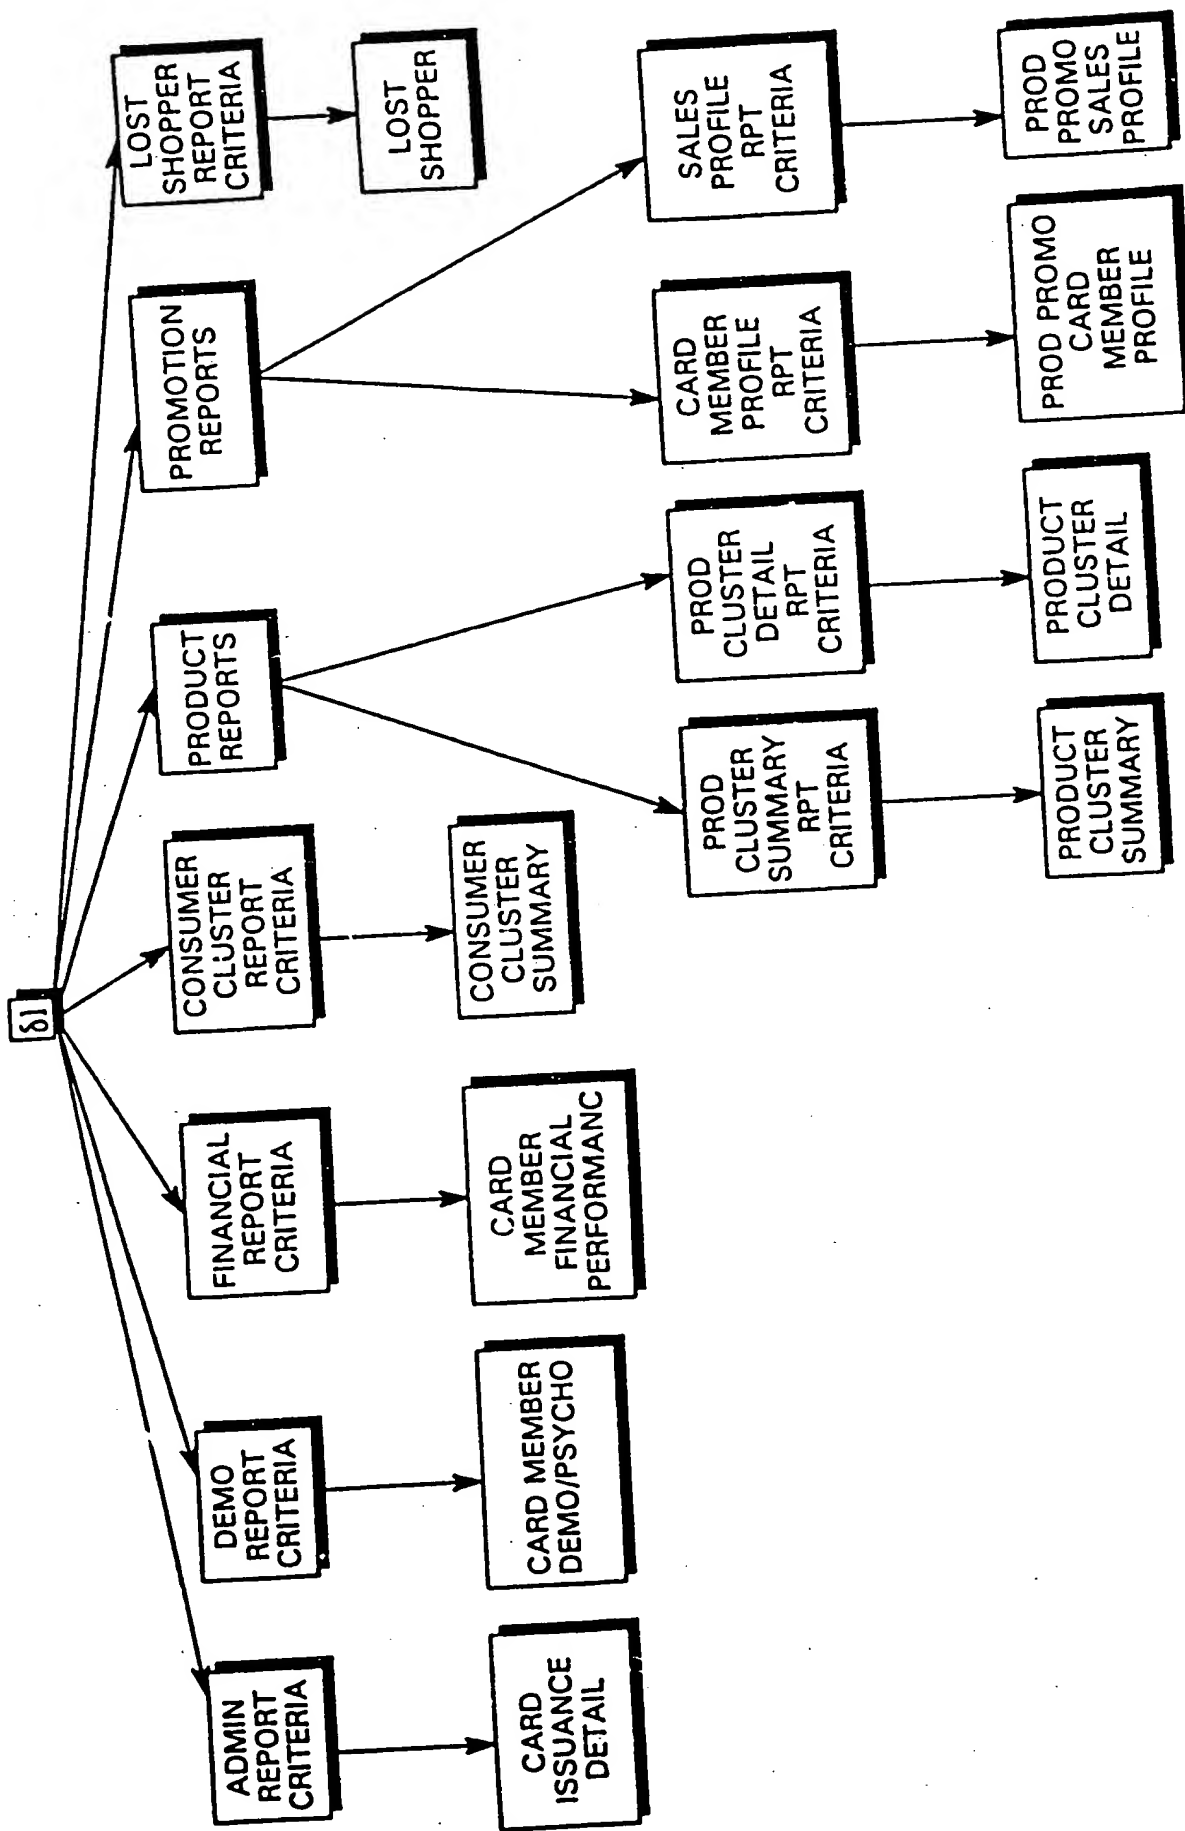 δI
ADMIN
REPORT
CRITERIA
DEMO
REPORT
CRITERIA
FINANCIAL
REPORT
CRITERIA
CONSUMER
CLUSTER
REPORT
CRITERIA
PRODUCT
REPORTS
PROMOTION
REPORTS
LOST
SHOPPER
REPORT
CRITERIA
CARD
ISSUANCE
DETAIL
CARD MEMBER
DEMO/PSYCHO
CARD
MEMBER
FINANCIAL
PERFORMANC
CONSUMER
CLUSTER
SUMMARY
LOST
SHOPPER
PROD
CLUSTER
SUMMARY
RPT
CRITERIA
PROD
CLUSTER
DETAIL
RPT
CRITERIA
CARD
MEMBER
PROFILE
RPT
CRITERIA
SALES
PROFILE
RPT
CRITERIA
PRODUCT
CLUSTER
SUMMARY
PRODUCT
CLUSTER
DETAIL
PROD PROMO
CARD
MEMBER
PROFILE
PROD
PROMO
SALES
PROFILE